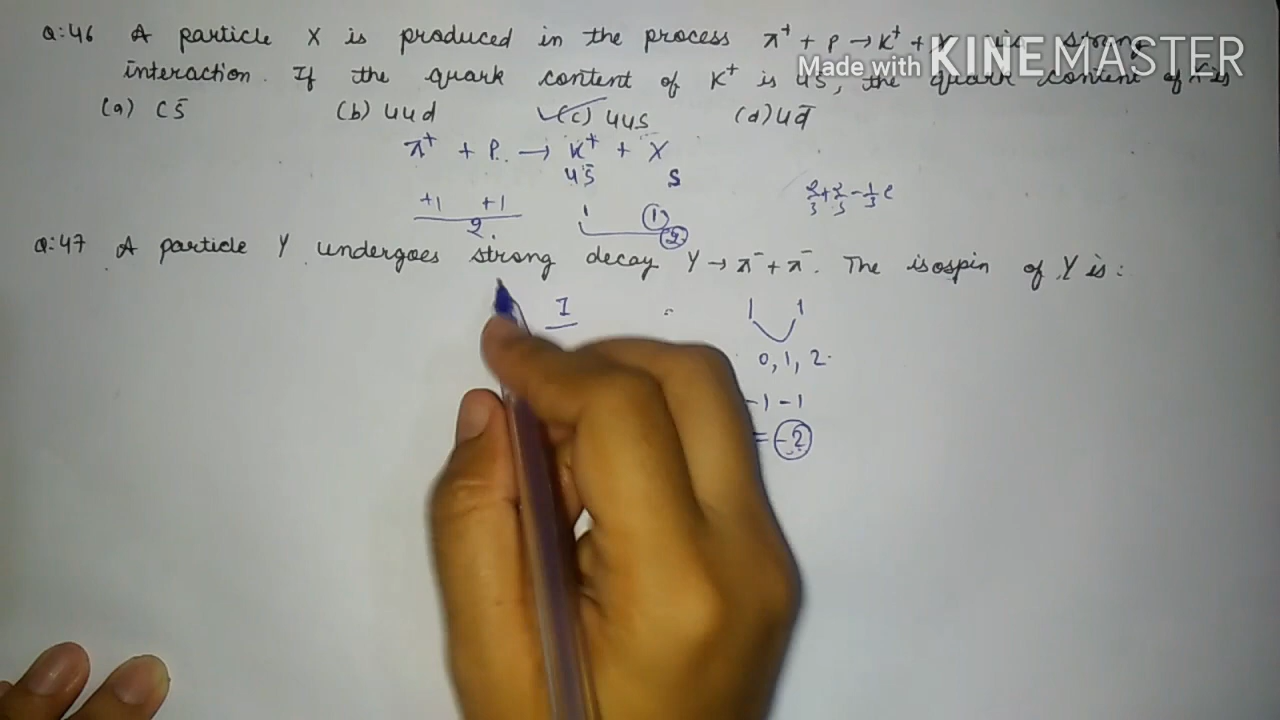 Q:46 A particle X is produced in the process π⁺ + P → K⁺ + X via strong
Made with KINEMASTER
interaction. If the quark content of K⁺ is us̄, the quark content of X is
(a) cs̄ (b) uud (c) uus (d) ud̄
π⁺ + P. → K⁺ + X
us̄ s
2/3 + 2/3 - 1/3 e
+1 +1 1 1
2. 2
Q:47 A particle Y undergoes strong decay Y → π⁻ + π⁻. The isospin of Y is:
I 1 1
0, 1, 2.
-1 -1
= -2